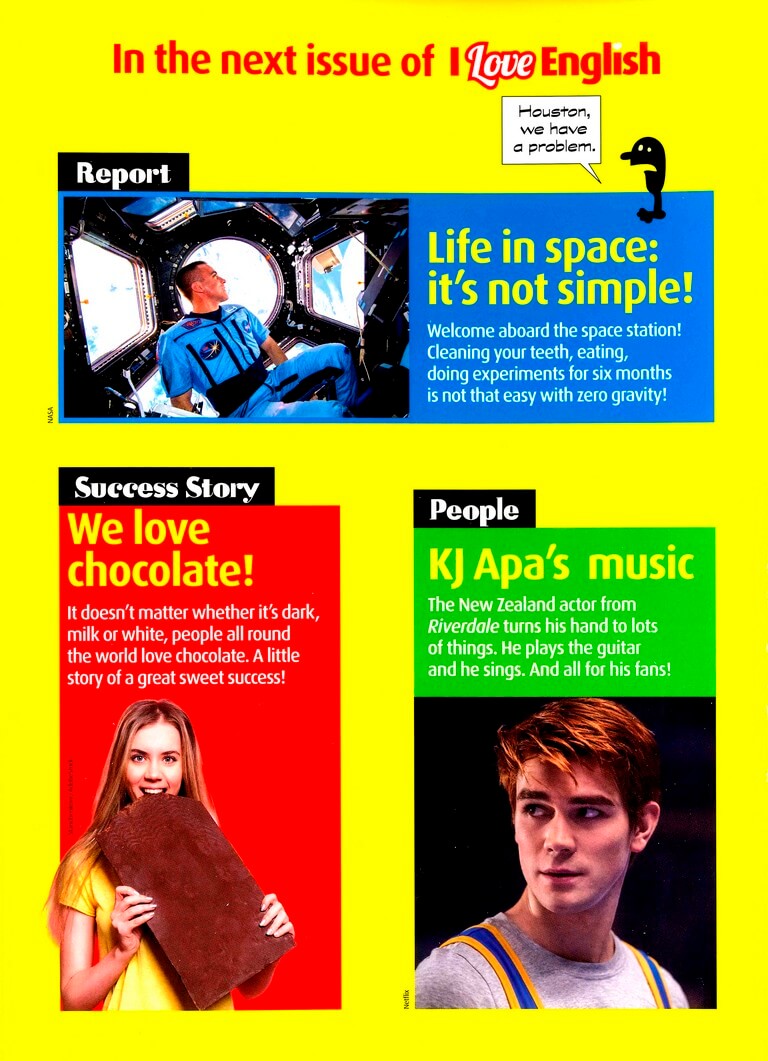 In the next issue of I Love English
Houston,
we have
a problem.
Report
Life in space:
it's not simple!
Welcome aboard the space station!
Cleaning your teeth, eating,
doing experiments for six months
is not that easy with zero gravity!
NASA
Success Story
We love
chocolate!
It doesn't matter whether it's dark,
milk or white, people all round
the world love chocolate. A little
story of a great sweet success!
People
KJ Apa's music
The New Zealand actor from
Riverdale turns his hand to lots
of things. He plays the guitar
and he sings. And all for his fans!
Netflix